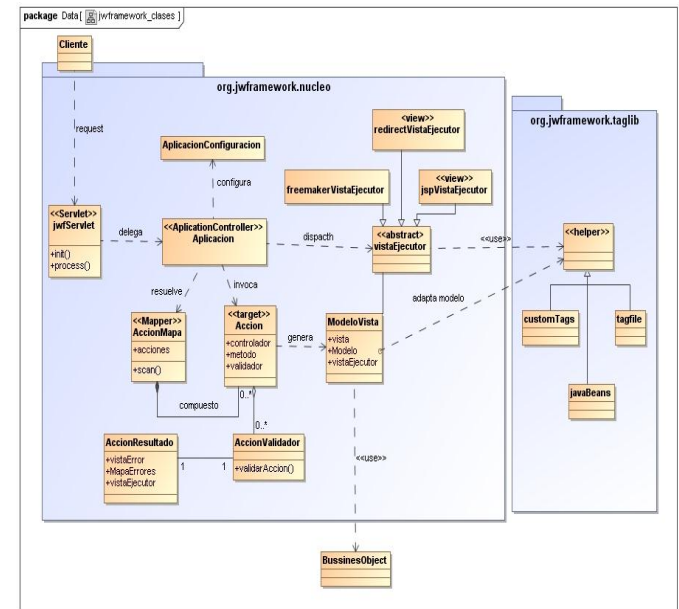 package Data[ jwframework_clases ]
Cliente
org.jwframework.nucleo
request
<view>>
redirectVistaEjecutor
AplicacionConfiguracion
freemakerVistaEjecutor
<<view>>
jspVistaEjecutor
configura
<<Servlet>>
jwfServlet
+init()
+process()
delega
<<AplicationController>>
Aplicacion
dispacth
<<abstract>>
vistaEjecutor
<<use>>
org.jwframework.taglib
<<helper>>
resuelve
invoca
adapta modelo
<<Mapper>>
AccionMapa
+acciones
+scan()
<<target>>
Accion
+controlador
+metodo
+validador
genera
ModeloVista
+vista
+Modelo
+vistaEjecutor
customTags
tagfile
javaBeans
compuesto
0..*
0..*
AccionResultado
+vistaError
+MapaErrores
+vistaEjecutor
1
1
AccionValidador
+validarAccion()
<<use>>
BussinesObject